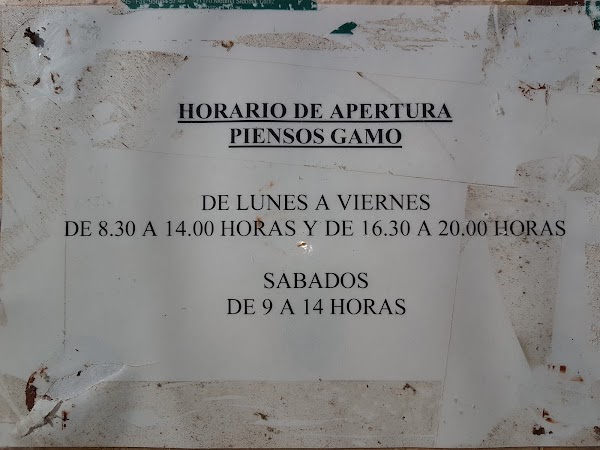 HORARIO DE APERTURA
PIENSOS GAMO
DE LUNES A VIERNES
DE 8.30 A 14.00 HORAS Y DE 16.30 A 20.00 HORAS
SABADOS
DE 9 A 14 HORAS